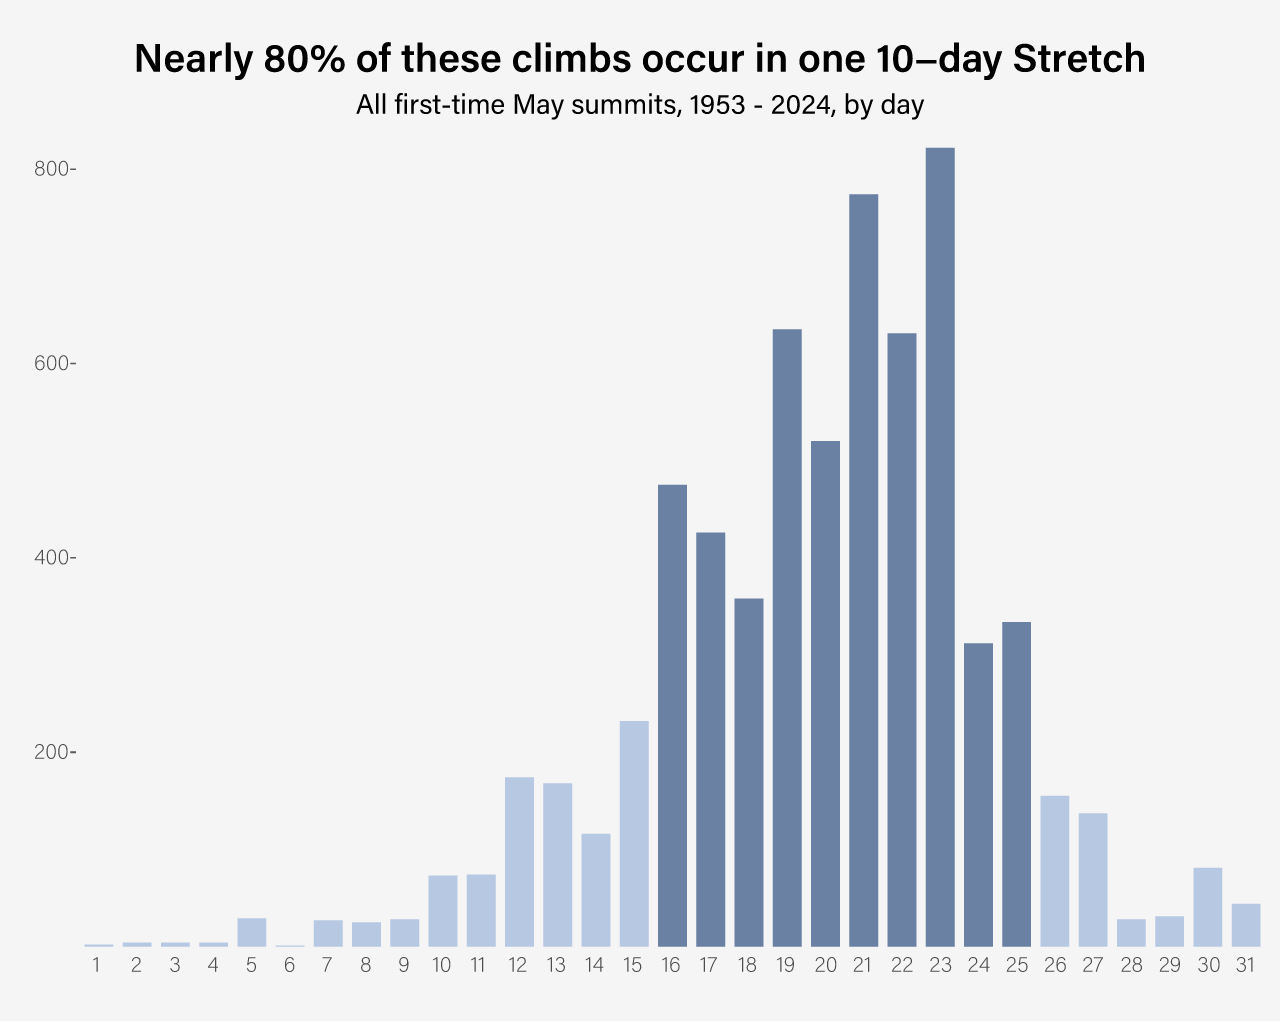 Nearly 80% of these climbs occur in one 10–day Stretch
All first-time May summits, 1953 - 2024, by day
800-
600-
400-
200-
1 2 3 4 5 6 7 8 9 10 11 12 13 14 15 16 17 18 19 20 21 22 23 24 25 26 27 28 29 30 31